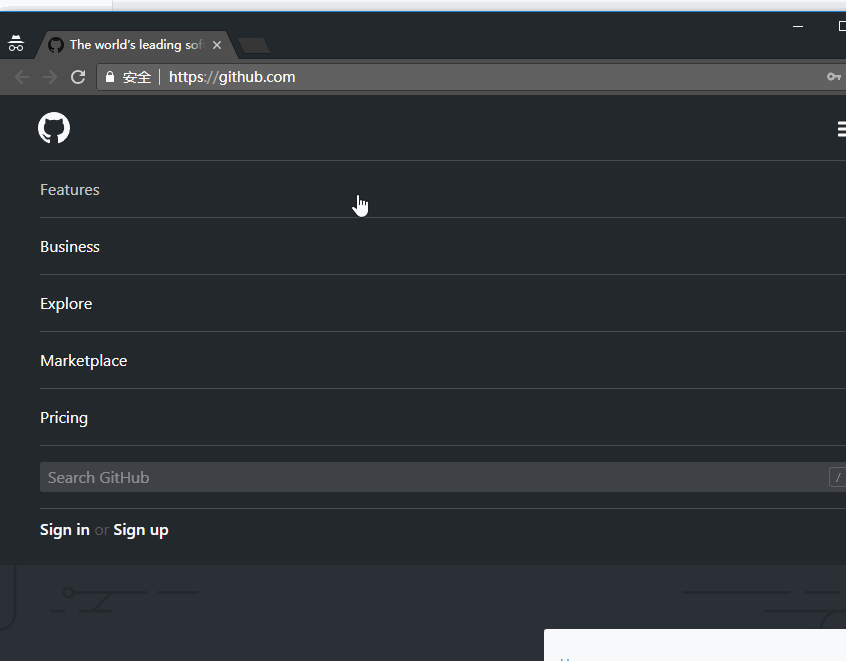 The world's leading sof
安全 https://github.com
Features
Business
Explore
Marketplace
Pricing
Search GitHub /
Sign in or Sign up